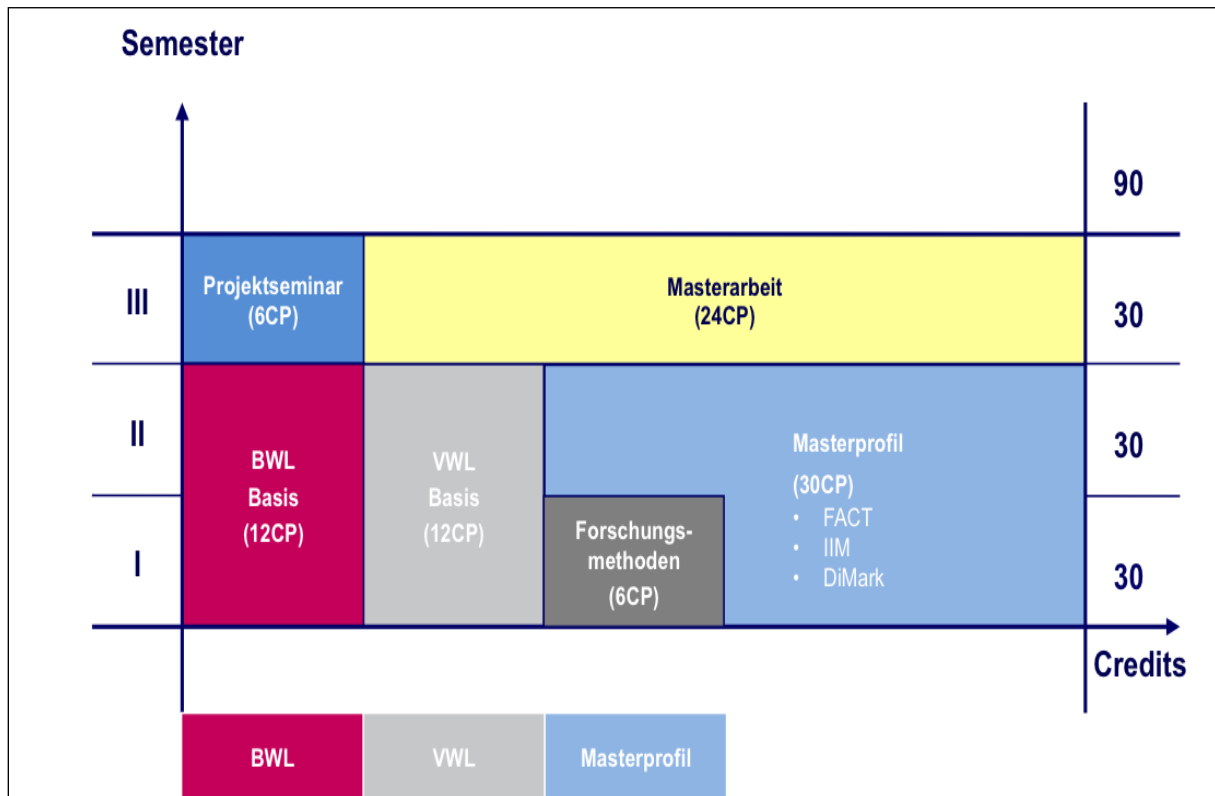 Semester
90
III
Projektseminar
(6CP)
Masterarbeit
(24CP)
30
II
BWL
Basis
(12CP)
VWL
Basis
(12CP)
Masterprofil
(30CP)
• FACT
• IIM
• DiMark
30
I
Forschungs-
methoden
(6CP)
30
Credits
BWL
VWL
Masterprofil